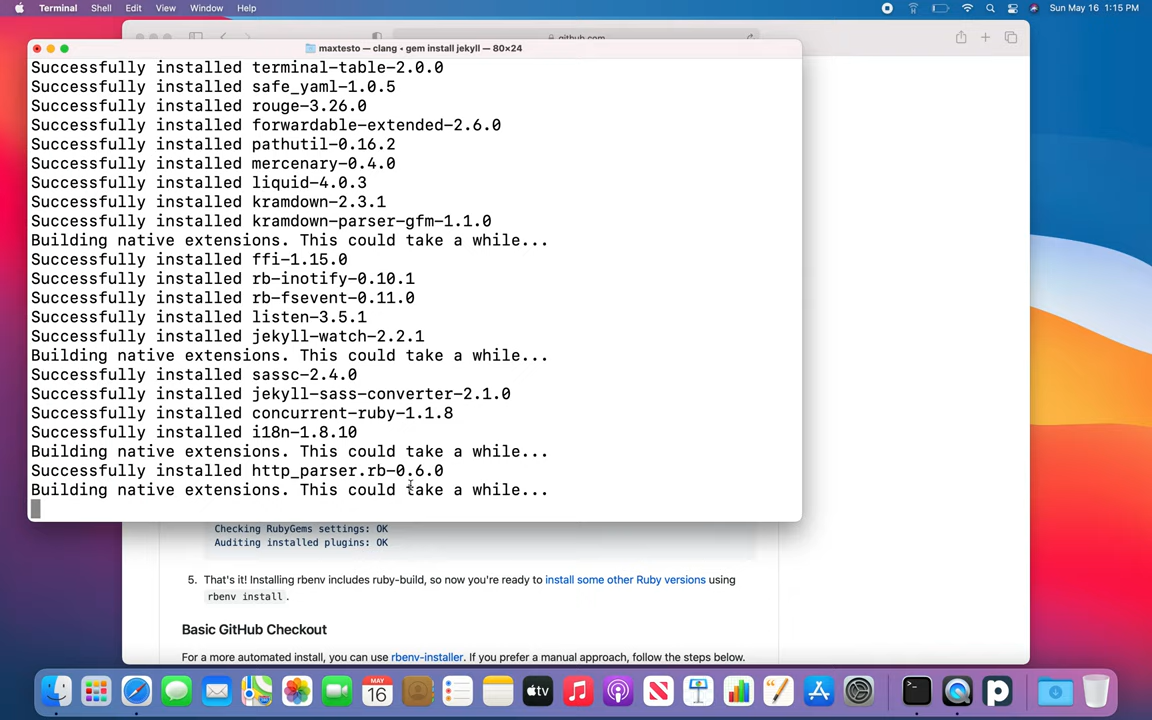 Terminal Shell Edit View Window Help Sun May 16 1:15 PM
github.com
maxtesto — clang ◂ gem install jekyll — 80×24
Successfully installed terminal-table-2.0.0
Successfully installed safe_yaml-1.0.5
Successfully installed rouge-3.26.0
Successfully installed forwardable-extended-2.6.0
Successfully installed pathutil-0.16.2
Successfully installed mercenary-0.4.0
Successfully installed liquid-4.0.3
Successfully installed kramdown-2.3.1
Successfully installed kramdown-parser-gfm-1.1.0
Building native extensions. This could take a while...
Successfully installed ffi-1.15.0
Successfully installed rb-inotify-0.10.1
Successfully installed rb-fsevent-0.11.0
Successfully installed listen-3.5.1
Successfully installed jekyll-watch-2.2.1
Building native extensions. This could take a while...
Successfully installed sassc-2.4.0
Successfully installed jekyll-sass-converter-2.1.0
Successfully installed concurrent-ruby-1.1.8
Successfully installed i18n-1.8.10
Building native extensions. This could take a while...
Successfully installed http_parser.rb-0.6.0
Building native extensions. This could take a while...
Checking RubyGems settings: OK
Auditing installed plugins: OK
5. That's it! Installing rbenv includes ruby-build, so now you're ready to install some other Ruby versions using
rbenv install .
Basic GitHub Checkout
For a more automated install, you can use rbenv-installer. If you prefer a manual approach, follow the steps below.
MAY
16
tv